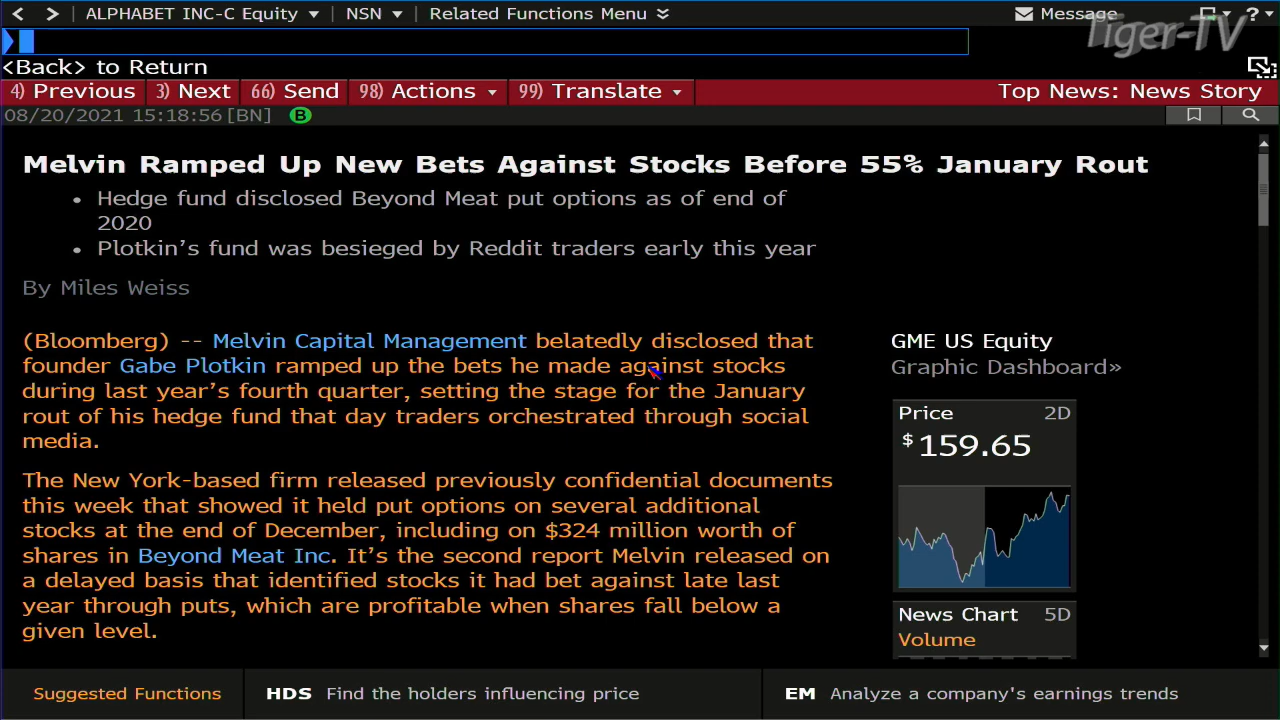 ALPHABET INC-C Equity NSN Related Functions Menu Message ?
Tiger-TV
<Back> to Return
4) Previous 3) Next 66) Send 98) Actions 99) Translate Top News: News Story
08/20/2021 15:18:56 [BN] B
Melvin Ramped Up New Bets Against Stocks Before 55% January Rout
• Hedge fund disclosed Beyond Meat put options as of end of
2020
• Plotkin's fund was besieged by Reddit traders early this year
By Miles Weiss
(Bloomberg) -- Melvin Capital Management belatedly disclosed that
founder Gabe Plotkin ramped up the bets he made against stocks
during last year's fourth quarter, setting the stage for the January
rout of his hedge fund that day traders orchestrated through social
media.
The New York-based firm released previously confidential documents
this week that showed it held put options on several additional
stocks at the end of December, including on $324 million worth of
shares in Beyond Meat Inc. It's the second report Melvin released on
a delayed basis that identified stocks it had bet against late last
year through puts, which are profitable when shares fall below a
given level.
GME US Equity
Graphic Dashboard»
Price 2D
$159.65
News Chart 5D
Volume
Suggested Functions HDS Find the holders influencing price EM Analyze a company's earnings trends